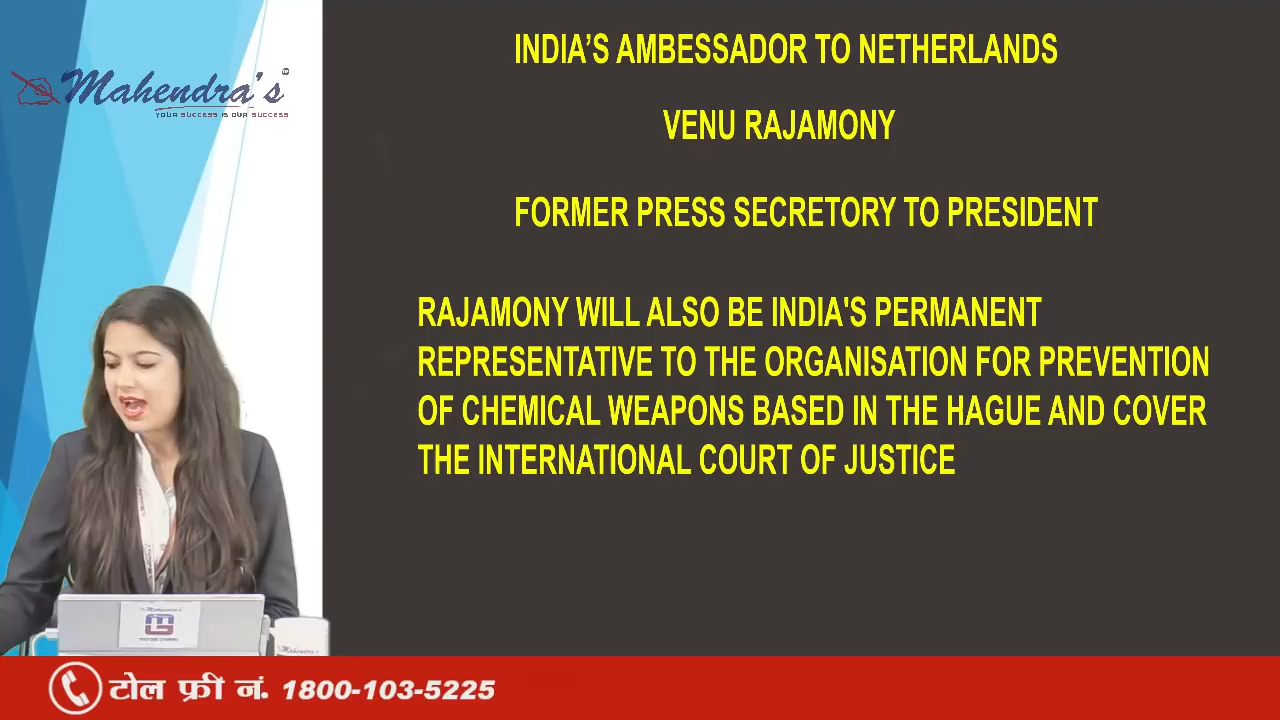 Mahendra's
YOUR SUCCESS IS OUR SUCCESS
INDIA’S AMBESSADOR TO NETHERLANDS
VENU RAJAMONY
FORMER PRESS SECRETORY TO PRESIDENT
RAJAMONY WILL ALSO BE INDIA'S PERMANENT
REPRESENTATIVE TO THE ORGANISATION FOR PREVENTION
OF CHEMICAL WEAPONS BASED IN THE HAGUE AND COVER
THE INTERNATIONAL COURT OF JUSTICE
Mahendra's
Mahendra's
टोल फ्री नं. 1800-103-5225